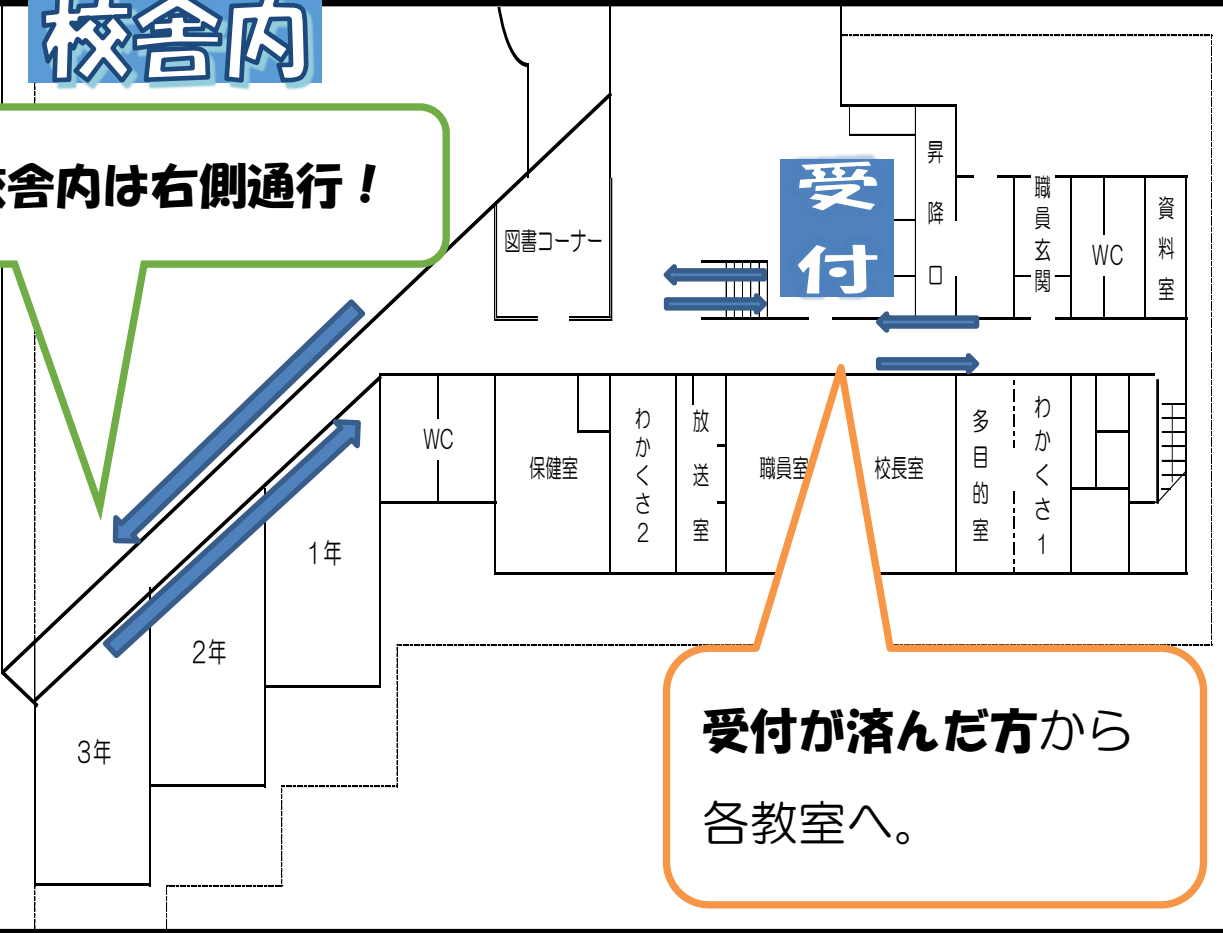 校舎内
校舎内は右側通行！
受付
昇降口
職員玄関
WC
資料室
図書コーナー
WC
保健室
わかくさ2
放送室
職員室
校長室
多目的室
わかくさ1
1年
2年
3年
受付が済んだ方から
各教室へ。